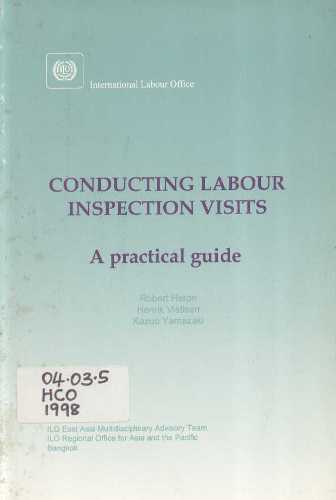 International Labour Office
CONDUCTING LABOUR
INSPECTION VISITS
A practical guide
Robert
Henrik Vistisen
Kazuo Yamazaki
04.03.5
HCO
1998
ILO East Asia Multidisciplinary Advisory Team
ILO Regional Office for Asia and the Pacific
Bangkok